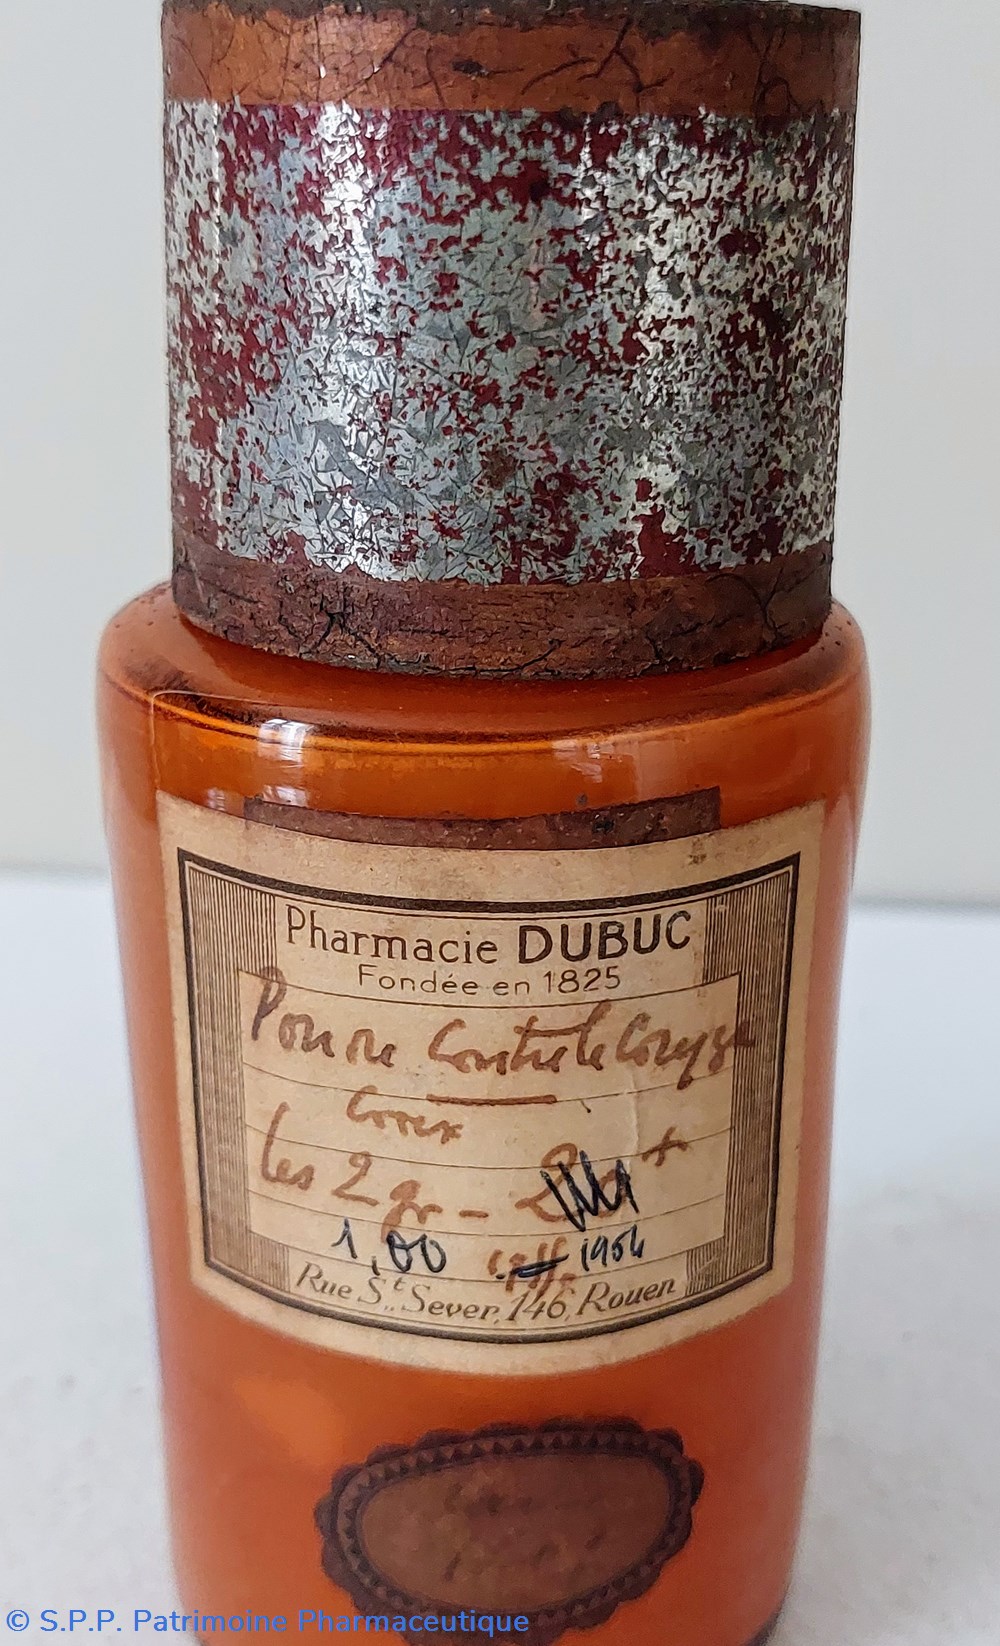 Pharmacie DUBUC
Fondée en 1825
Poudre Contre le Coryza
les 2 gr -
1,00 1954
Rue St. Sever, 146, Rouen
© S.P.P. Patrimoine Pharmaceutique